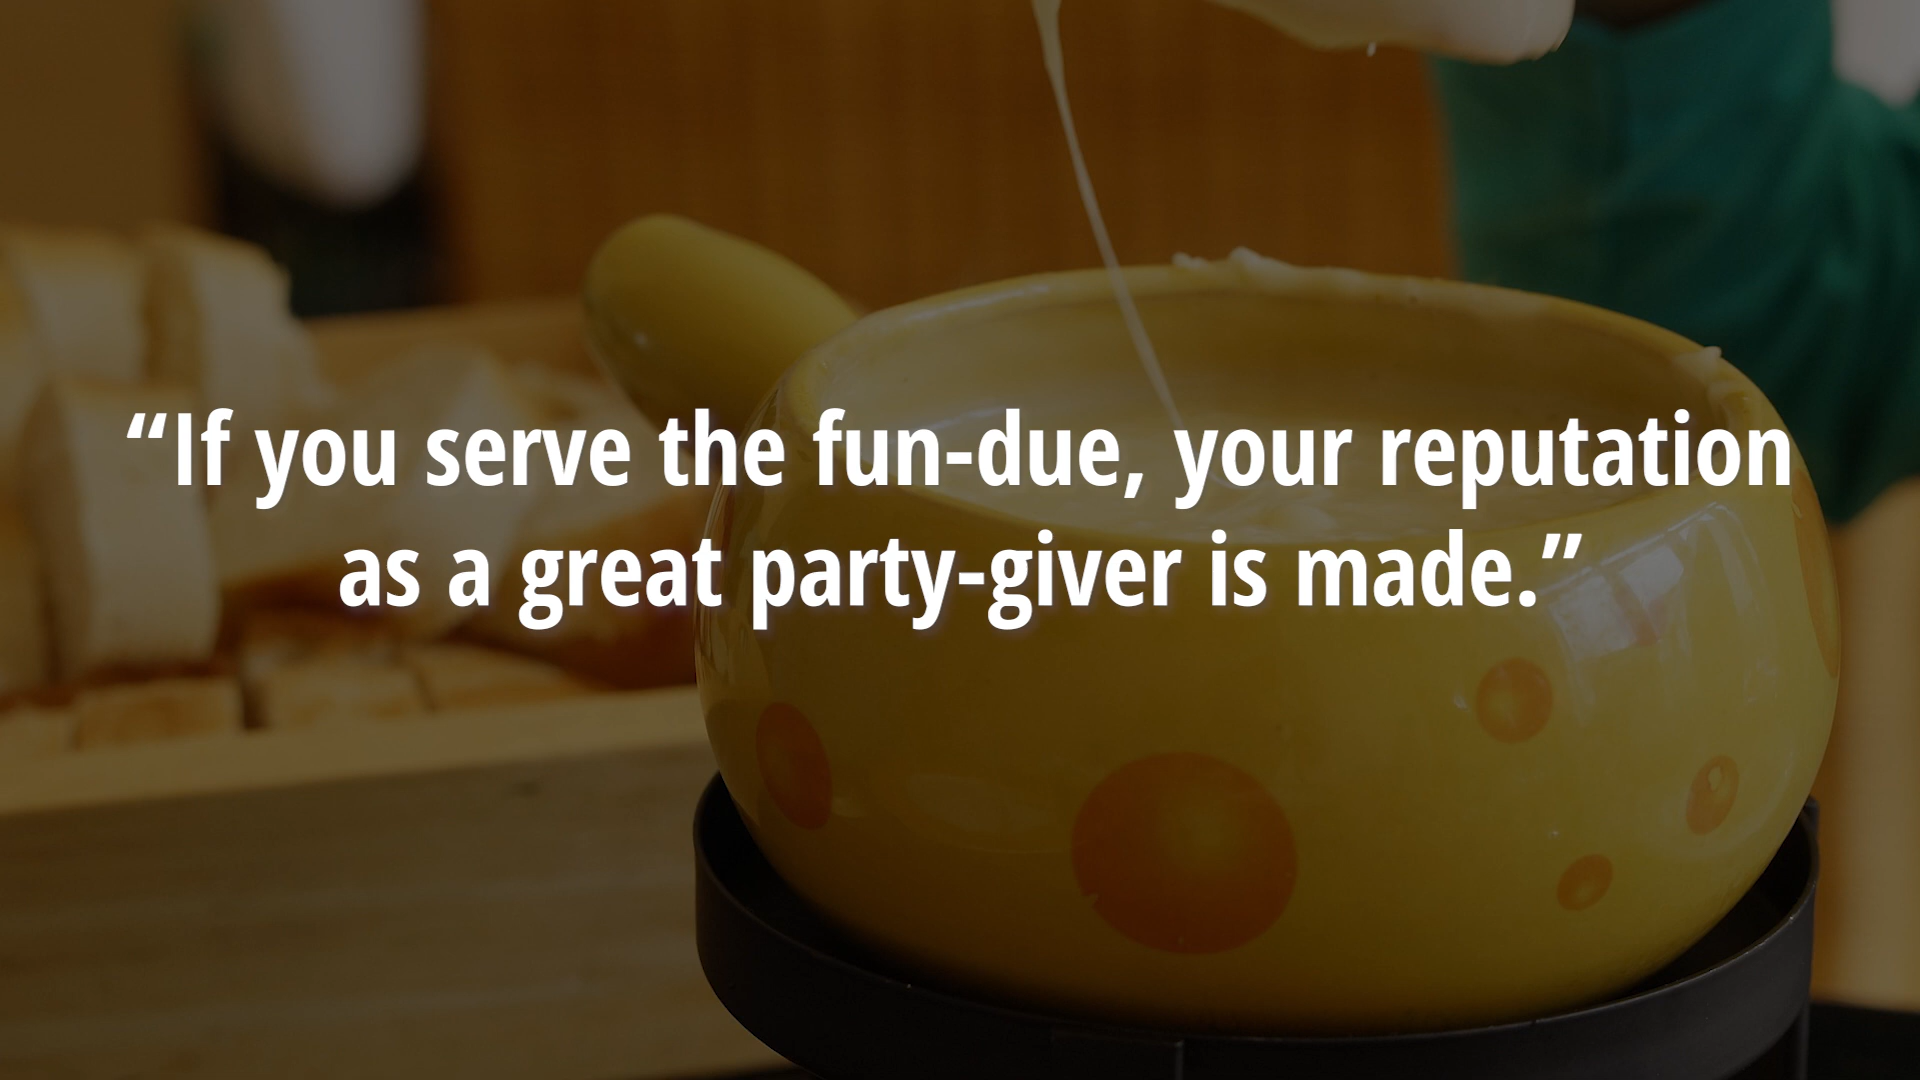 “If you serve the fun-due, your reputation
as a great party-giver is made.”